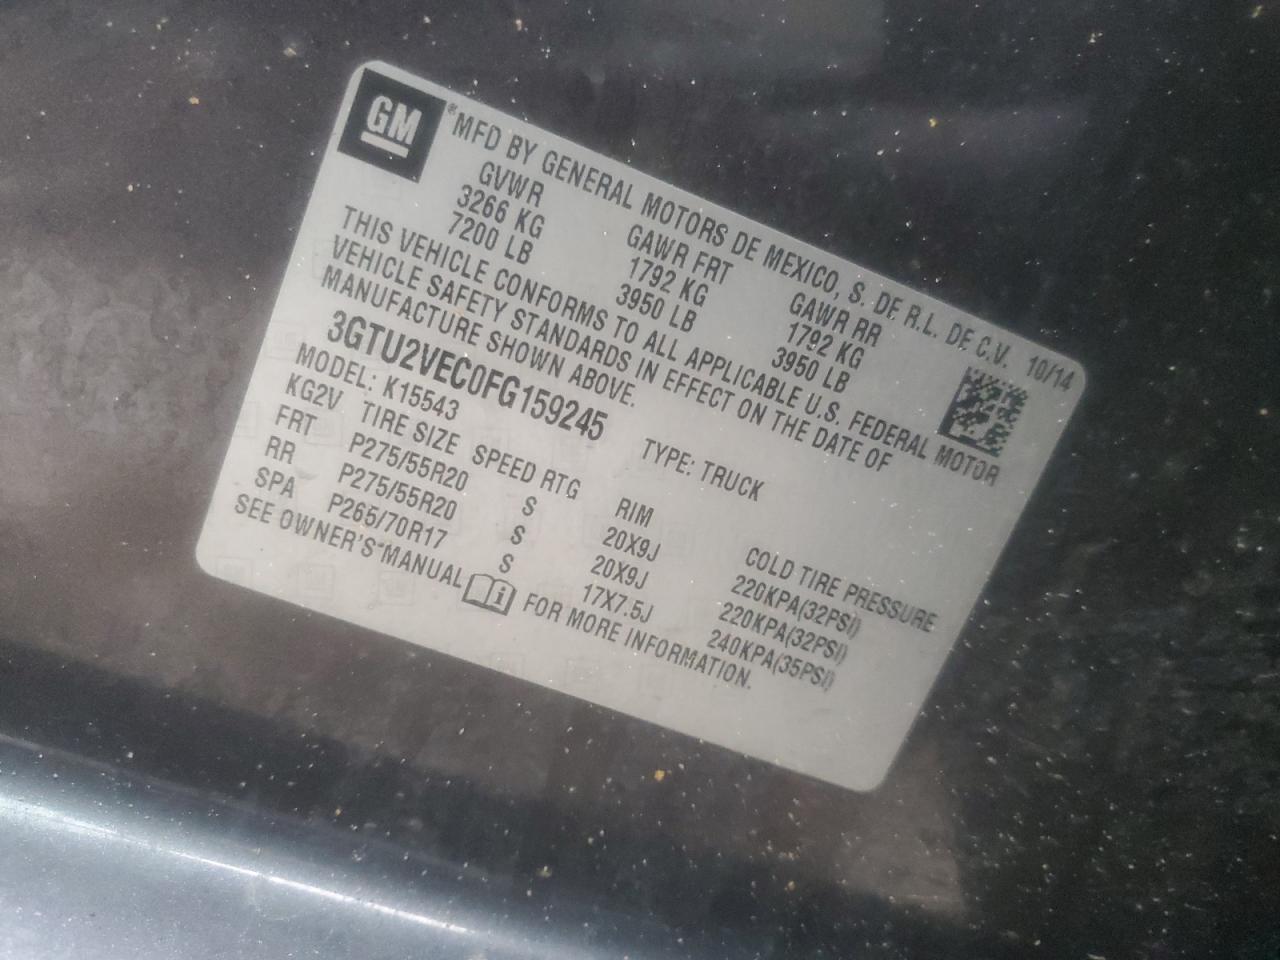 GM
® MFD BY GENERAL MOTORS DE MEXICO, S. DE R.L. DE C.V. 10/14
GVWR GAWR FRT GAWR RR
3266 KG 1792 KG 1792 KG
7200 LB 3950 LB 3950 LB
THIS VEHICLE CONFORMS TO ALL APPLICABLE U.S. FEDERAL MOTOR
VEHICLE SAFETY STANDARDS IN EFFECT ON THE DATE OF
MANUFACTURE SHOWN ABOVE.
3GTU2VEC0FG159245 TYPE: TRUCK
MODEL: K15543
KG2V TIRE SIZE SPEED RTG RIM COLD TIRE PRESSURE
FRT P275/55R20 S 20X9J 220KPA(32PSI)
RR P275/55R20 S 20X9J 220KPA(32PSI)
SPA P265/70R17 S 17X7.5J 240KPA(35PSI)
SEE OWNER'S MANUAL FOR MORE INFORMATION.